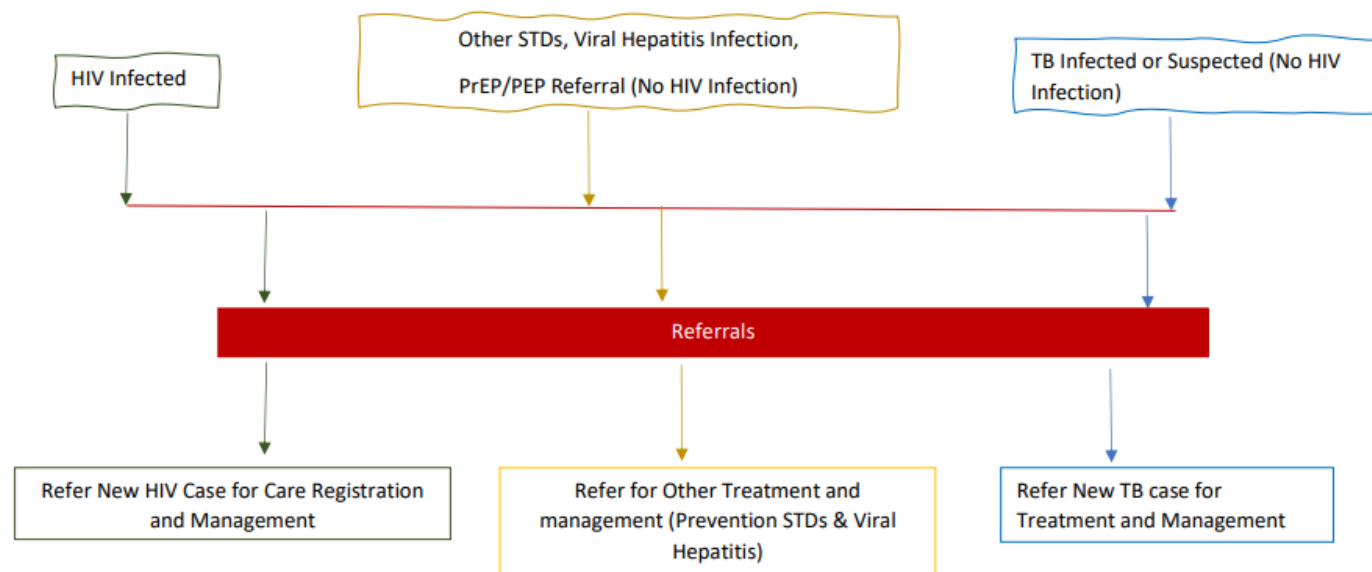 HIV Infected
Other STDs, Viral Hepatitis Infection,
PrEP/PEP Referral (No HIV Infection)
TB Infected or Suspected (No HIV
Infection)
Referrals
Refer New HIV Case for Care Registration
and Management
Refer for Other Treatment and
management (Prevention STDs & Viral
Hepatitis)
Refer New TB case for
Treatment and Management